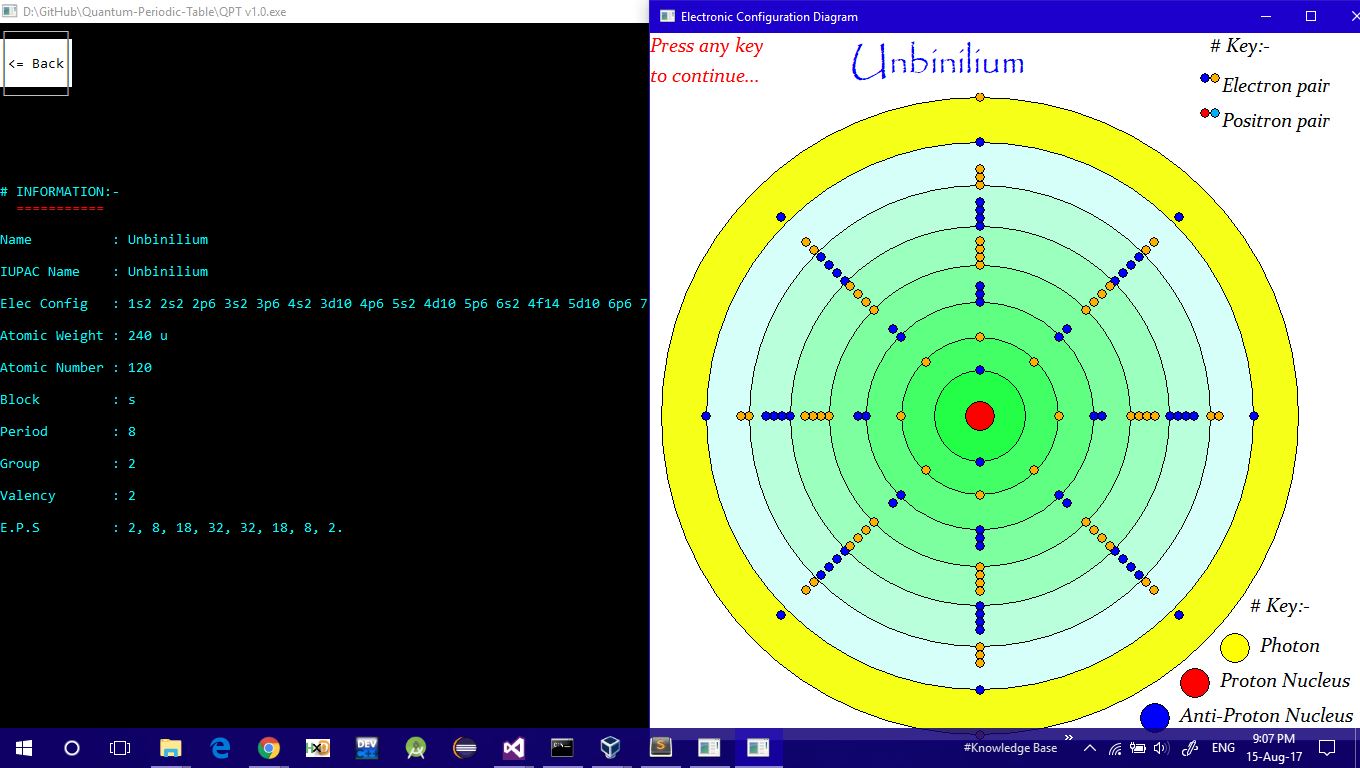 D:\GitHub\Quantum-Periodic-Table\QPT v1.0.exe
<= Back
# INFORMATION:-
===========
Name : Unbinilium
IUPAC Name : Unbinilium
Elec Config : 1s2 2s2 2p6 3s2 3p6 4s2 3d10 4p6 5s2 4d10 5p6 6s2 4f14 5d10 6p6 7
Atomic Weight : 240 u
Atomic Number : 120
Block : s
Period : 8
Group : 2
Valency : 2
E.P.S : 2, 8, 18, 32, 32, 18, 8, 2.
Electronic Configuration Diagram
Press any key
to continue...
Unbinilium
# Key:-
Electron pair
Positron pair
# Key:-
Photon
Proton Nucleus
Anti-Proton Nucleus
HXD
DEV
#Knowledge Base
»
ENG
9:07 PM
15-Aug-17